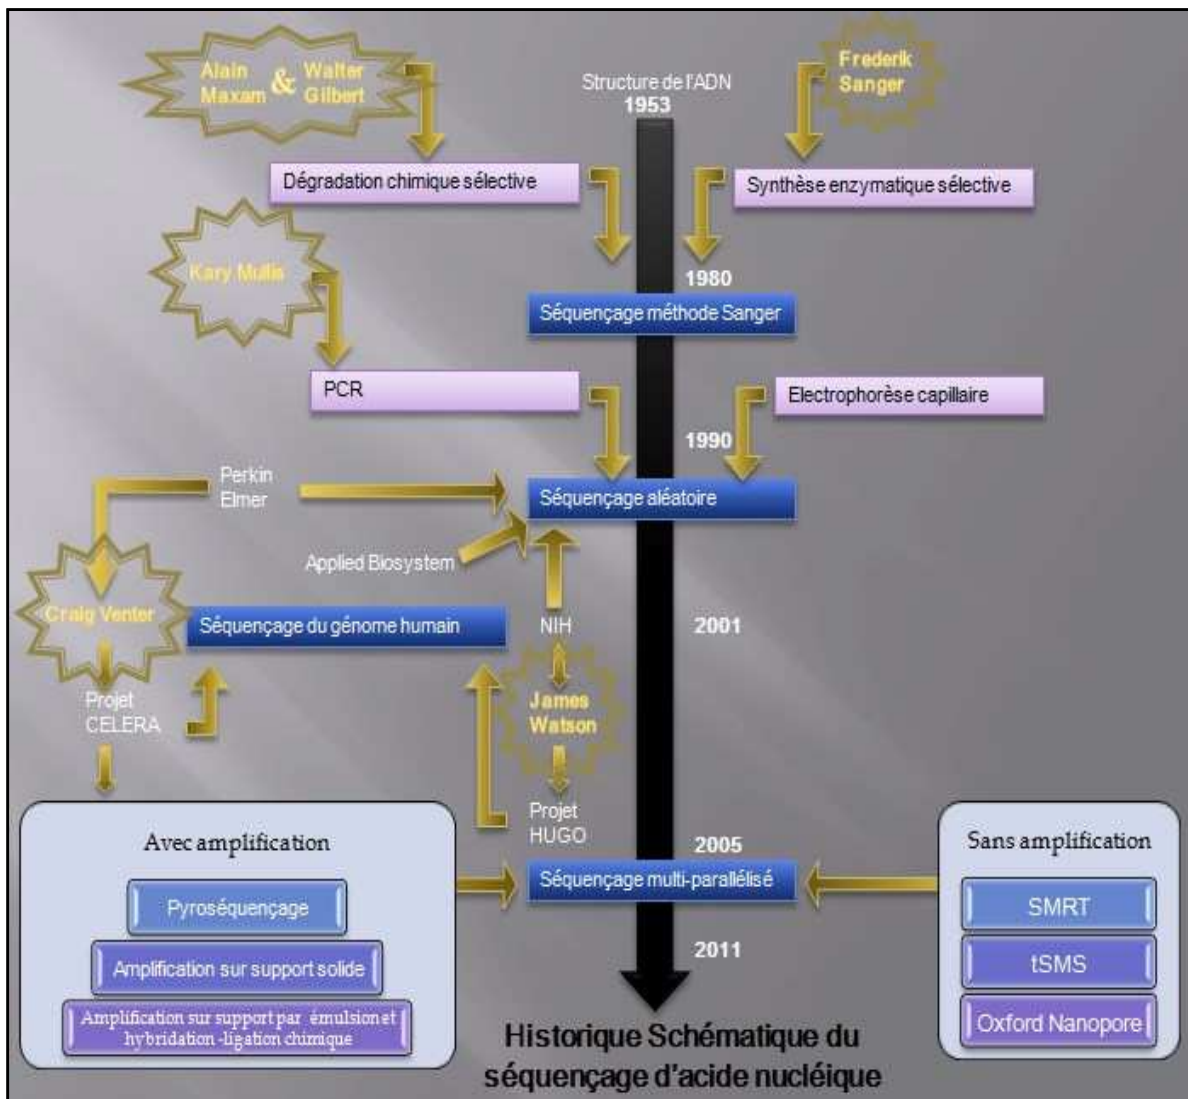 Alain
Maxam
&
Walter
Gilbert
Structure de l'ADN
1953
Frederik
Sanger
Dégradation chimique sélective
Synthèse enzymatique sélective
Kary Mullis
1980
Séquençage méthode Sanger
PCR
Electrophorèse capillaire
1990
Perkin
Elmer
Séquençage aléatoire
Applied Biosystem
Craig Venter
Séquençage du génome humain
NIH
2001
Projet
CELERA
James
Watson
Projet
HUGO
Avec amplification
Pyroséquençage
Amplification sur support solide
Amplification sur support par émulsion et
hybridation -ligation chimique
2005
Séquençage multi-parallélisé
2011
Sans amplification
SMRT
tSMS
Oxford Nanopore
Historique Schématique du
séquençage d'acide nucléique